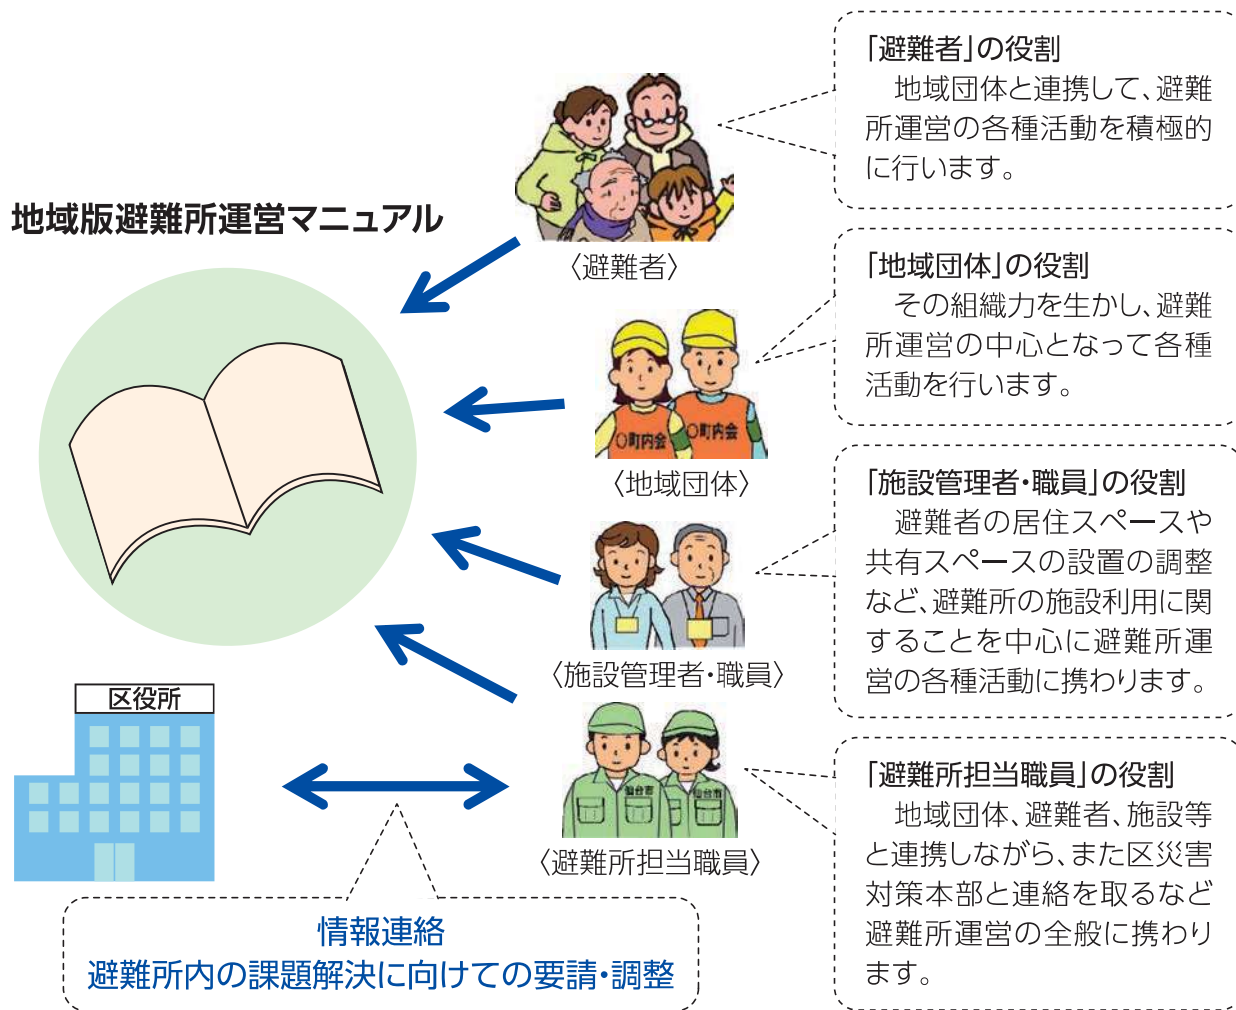 地域版避難所運営マニュアル
〈避難者〉
「避難者」の役割
地域団体と連携して、避難
所運営の各種活動を積極的
に行います。
○町内会
○町内会
〈地域団体〉
「地域団体」の役割
その組織力を生かし、避難
所運営の中心となって各種
活動を行います。
〈施設管理者・職員〉
「施設管理者・職員」の役割
避難者の居住スペースや
共有スペースの設置の調整
など、避難所の施設利用に関
することを中心に避難所運
営の各種活動に携わります。
区役所
仙台市
仙台市
〈避難所担当職員〉
「避難所担当職員」の役割
地域団体、避難者、施設等
と連携しながら、また区災害
対策本部と連絡を取るなど
避難所運営の全般に携わり
ます。
情報連絡
避難所内の課題解決に向けての要請・調整